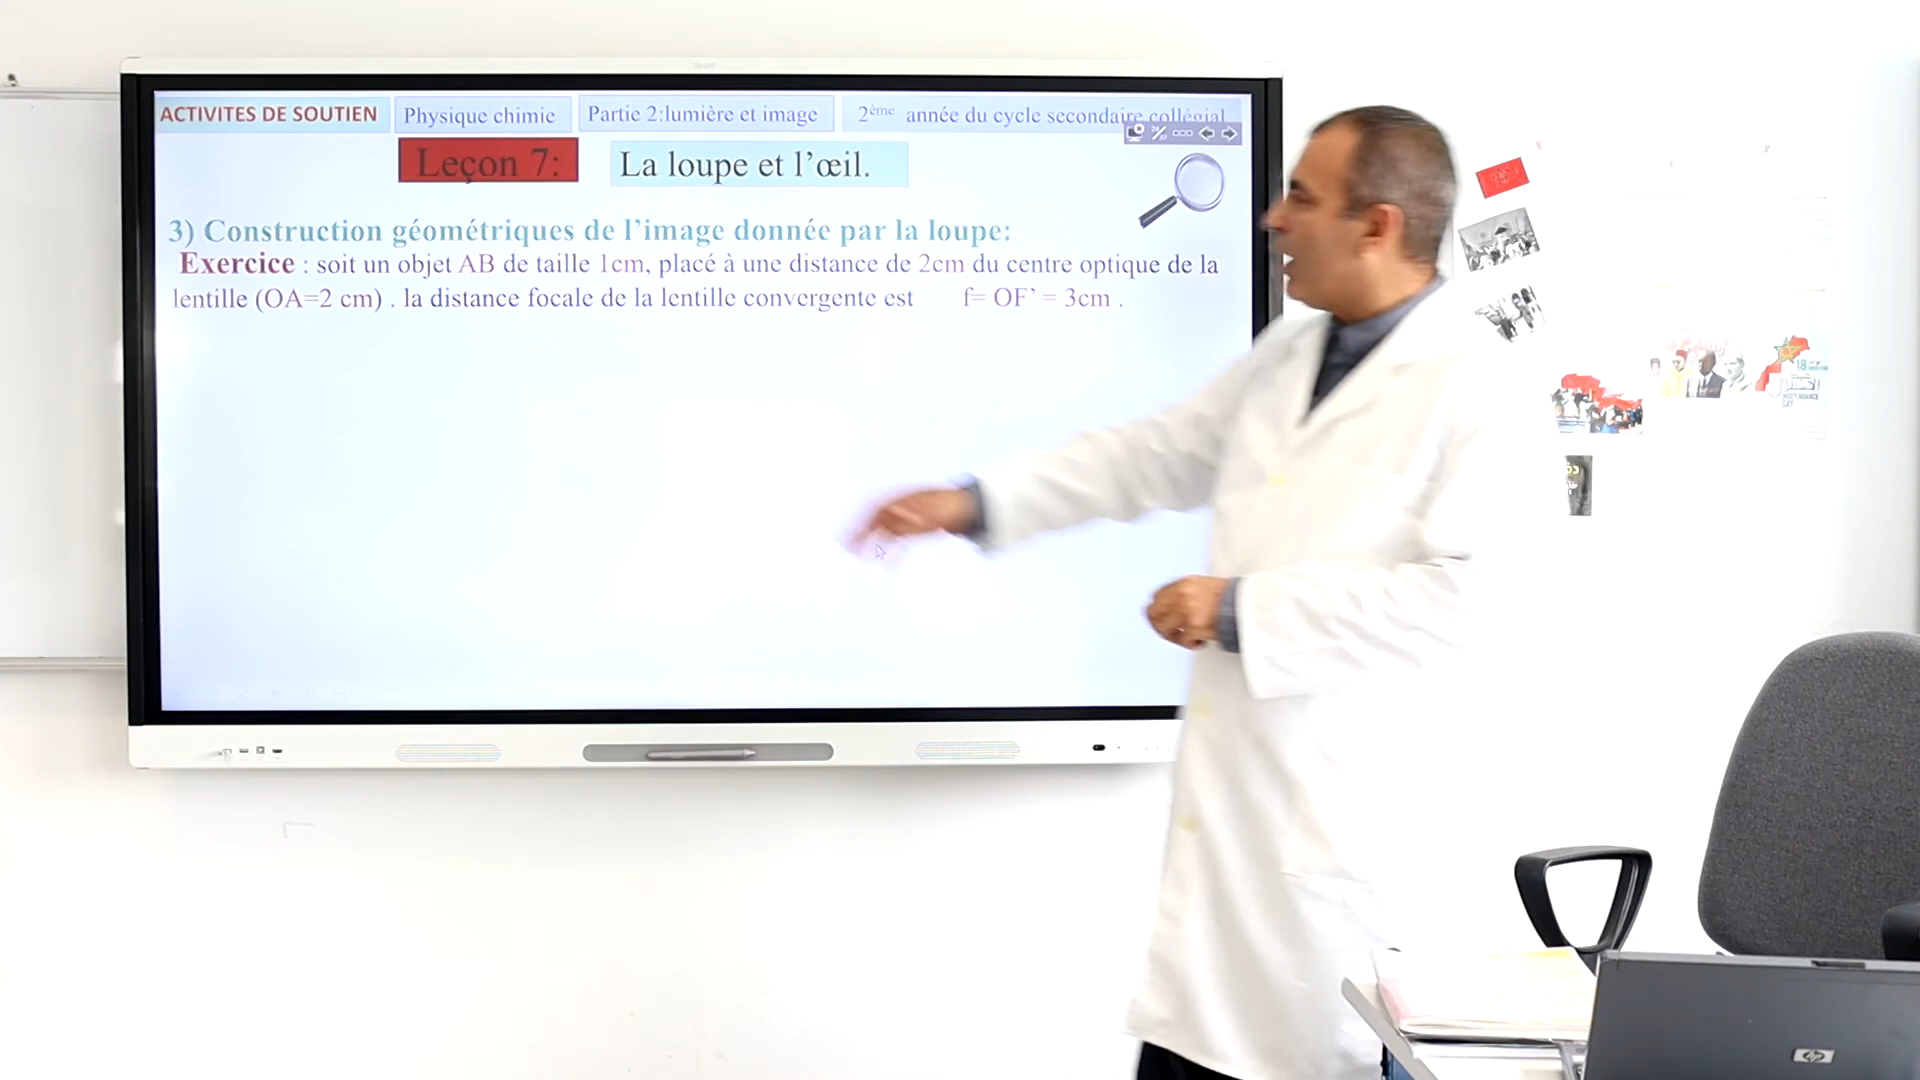 ACTIVITES DE SOUTIEN
Physique chimie
Partie 2:lumière et image
2ème année du cycle secondaire collégial
Leçon 7:
La loupe et l’œil.
3) Construction géométriques de l’image donnée par la loupe:
Exercice : soit un objet AB de taille 1cm, placé à une distance de 2cm du centre optique de la
lentille (OA=2 cm) . la distance focale de la lentille convergente est f= OF’ = 3cm .
18
hp